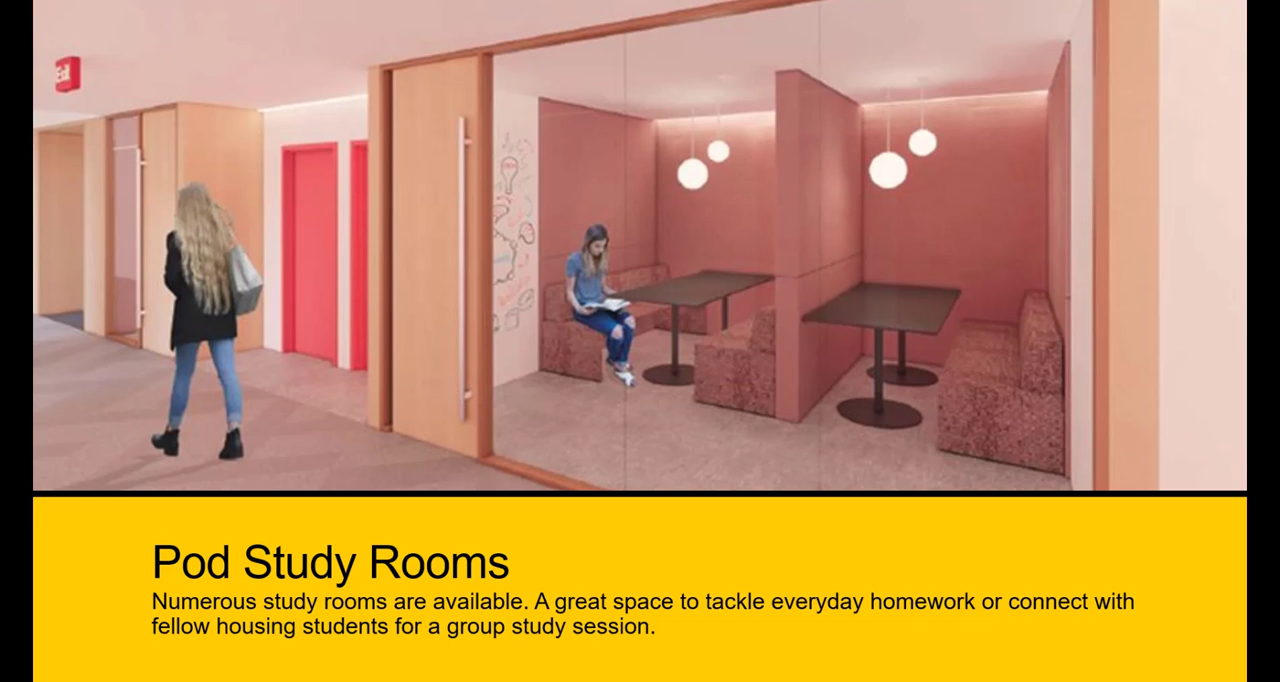 Exit
Pod Study Rooms
Numerous study rooms are available. A great space to tackle everyday homework or connect with
fellow housing students for a group study session.